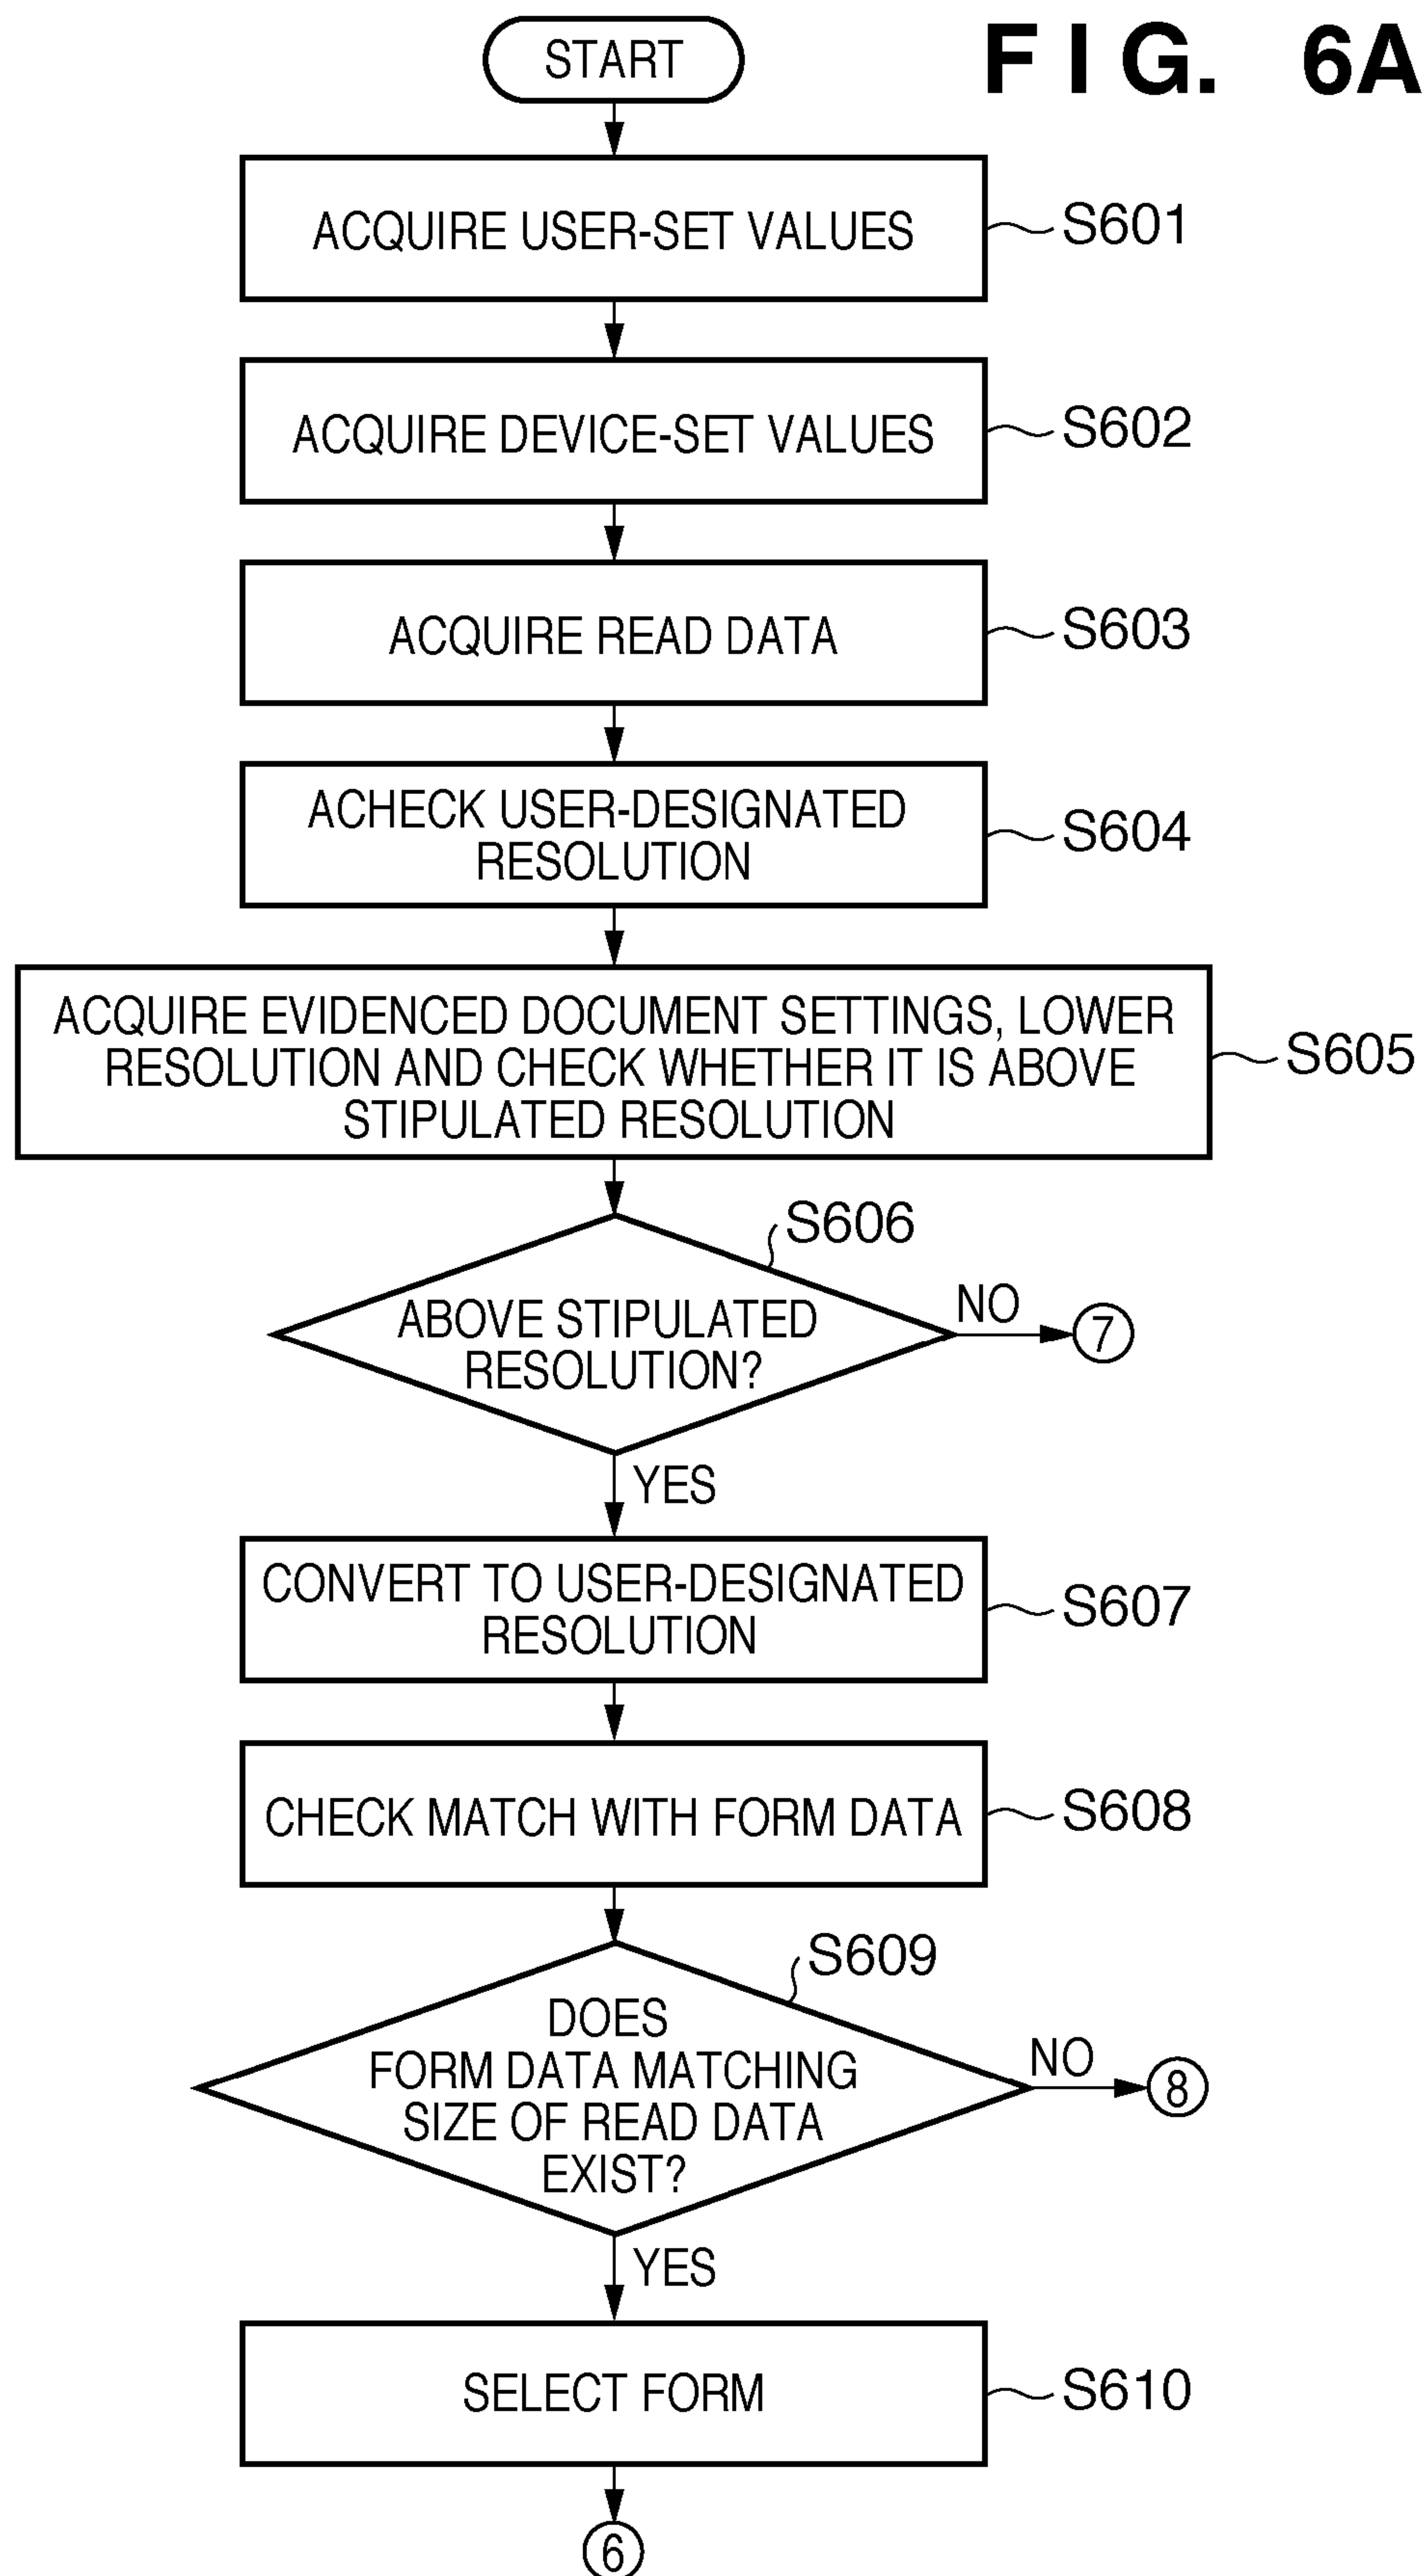 START
FIG. 6A
ACQUIRE USER-SET VALUES
S601
ACQUIRE DEVICE-SET VALUES
S602
ACQUIRE READ DATA
S603
ACHECK USER-DESIGNATED
RESOLUTION
S604
ACQUIRE EVIDENCED DOCUMENT SETTINGS, LOWER
RESOLUTION AND CHECK WHETHER IT IS ABOVE
STIPULATED RESOLUTION
S605
S606
ABOVE STIPULATED
RESOLUTION?
NO
7
YES
CONVERT TO USER-DESIGNATED
RESOLUTION
S607
CHECK MATCH WITH FORM DATA
S608
S609
DOES
FORM DATA MATCHING
SIZE OF READ DATA
EXIST?
NO
8
YES
SELECT FORM
S610
6